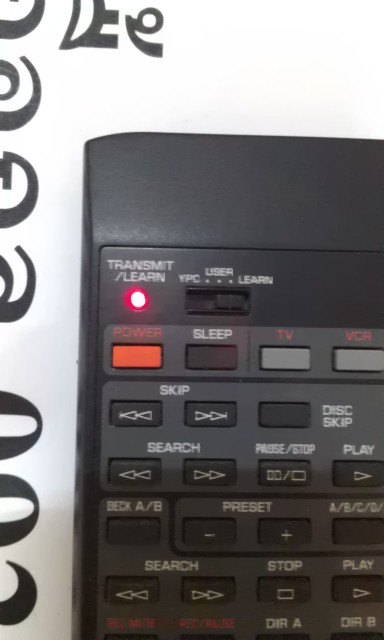 TRANSMIT
/LEARN
YPC USER LEARN
POWER SLEEP TV VCR
SKIP
DISC
SKIP
SEARCH PAUSE/STOP PLAY
DECK A/B PRESET A/B/C/D/
- +
SEARCH STOP PLAY
REC/MUTE REC/PAUSE DIR A DIR B